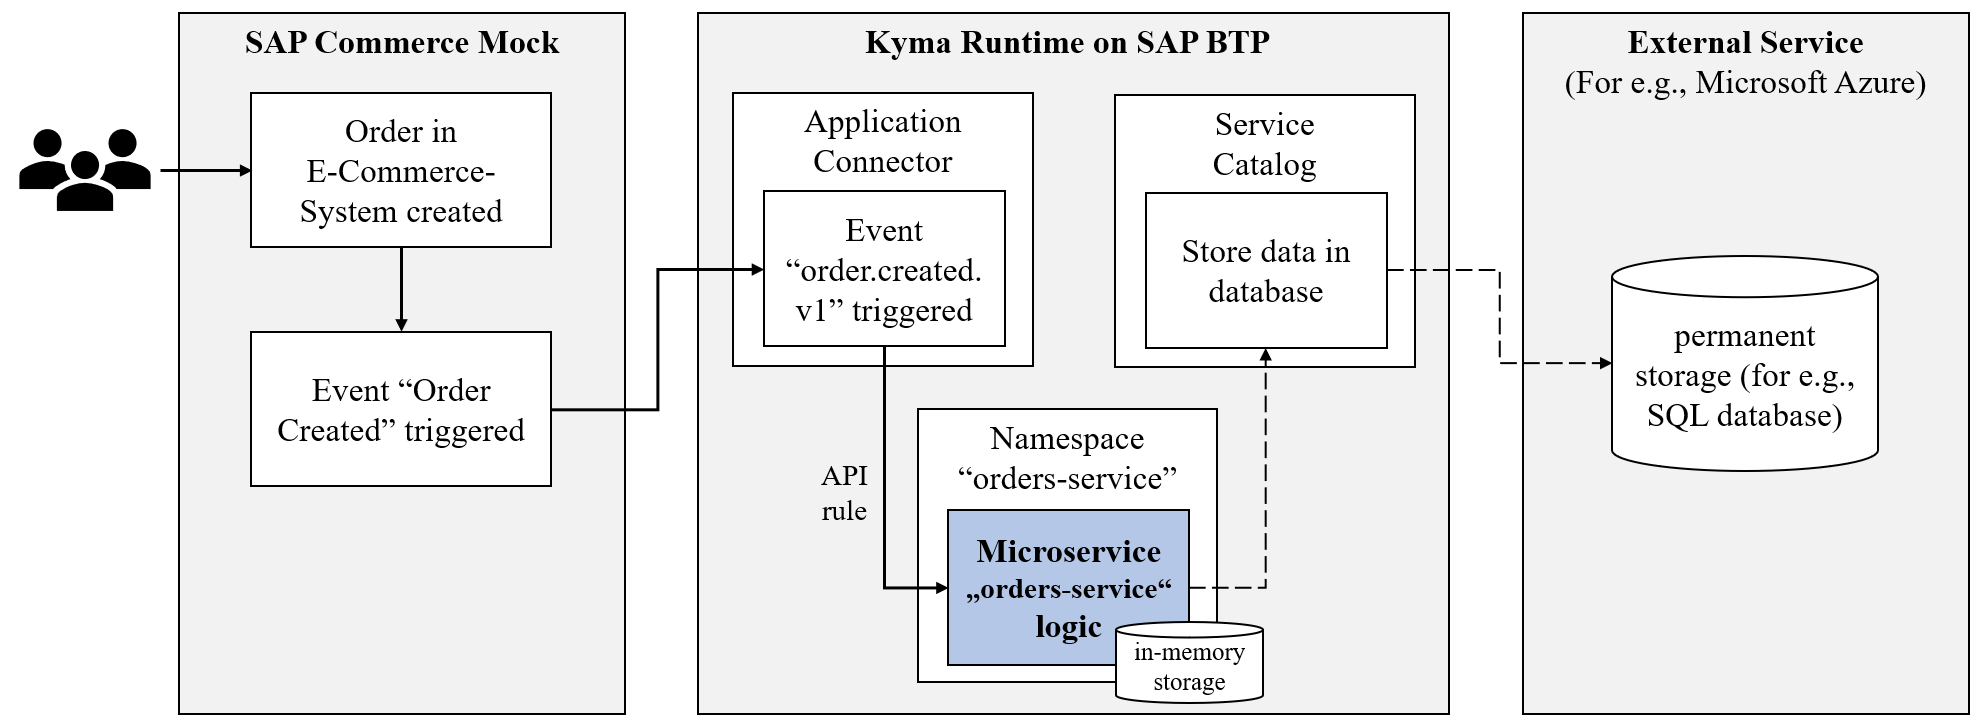 SAP Commerce Mock
Order in
E-Commerce-
System created
Event “Order
Created” triggered
Kyma Runtime on SAP BTP
Application
Connector
Event
“order.created.
v1” triggered
API
rule
Service
Catalog
Store data in
database
Namespace
“orders-service”
Microservice
„orders-service“
logic
in-memory
storage
External Service
(For e.g., Microsoft Azure)
permanent
storage (for e.g.,
SQL database)